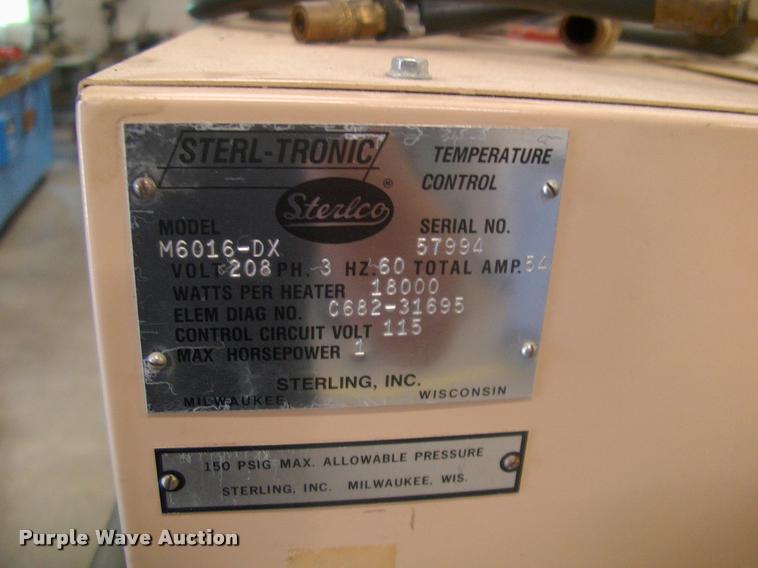 STERL-TRONIC TEMPERATURE
CONTROL
Sterlco ®
MODEL SERIAL NO.
M6016-DX 57994
VOLT 208 PH. 3 HZ. 60 TOTAL AMP. 54
WATTS PER HEATER 18000
ELEM DIAG NO. C682-31695
CONTROL CIRCUIT VOLT 115
MAX HORSEPOWER 1
STERLING, INC.
MILWAUKEE, WISCONSIN
150 PSIG MAX. ALLOWABLE PRESSURE
STERLING, INC. MILWAUKEE, WIS.
Purple Wave Auction